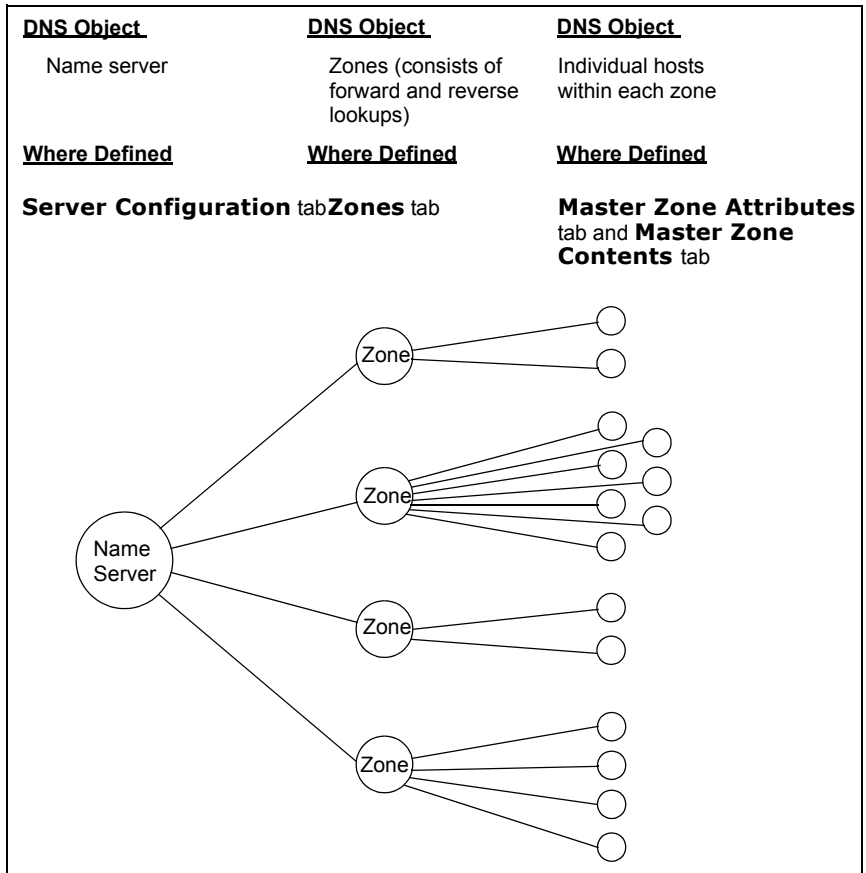 DNS Object
Name server
Where Defined
Server Configuration tab
DNS Object
Zones (consists of
forward and reverse
lookups)
Where Defined
Zones tab
DNS Object
Individual hosts
within each zone
Where Defined
Master Zone Attributes
tab and Master Zone
Contents tab
Name
Server
Zone
Zone
Zone
Zone